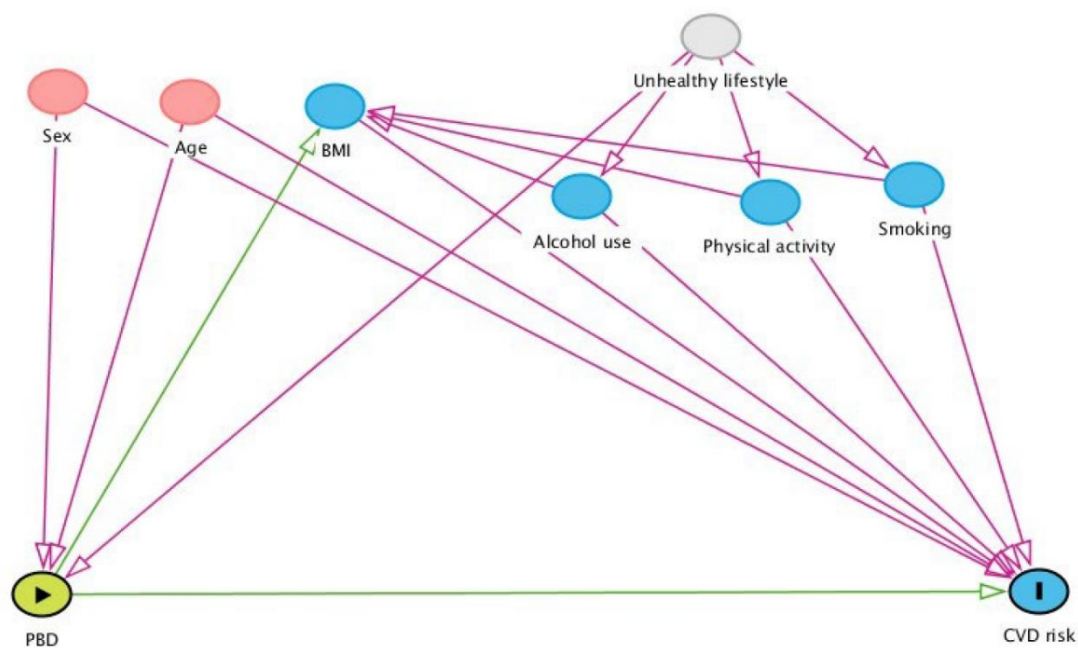 Unhealthy lifestyle
Sex
Age
BMI
Alcohol use
Physical activity
Smoking
PBD
CVD risk